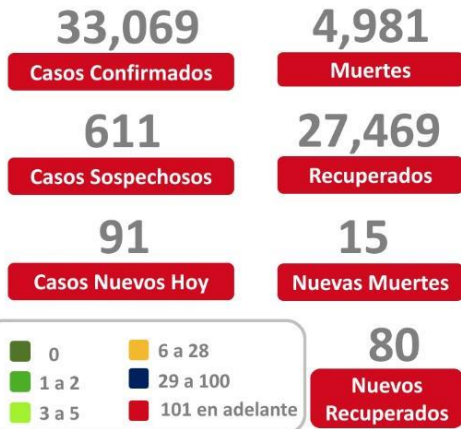 33,069
Casos Confirmados
4,981
Muertes
611
Casos Sospechosos
27,469
Recuperados
91
Casos Nuevos Hoy
15
Nuevas Muertes
0
1 a 2
3 a 5
6 a 28
29 a 100
101 en adelante
80
Nuevos
Recuperados